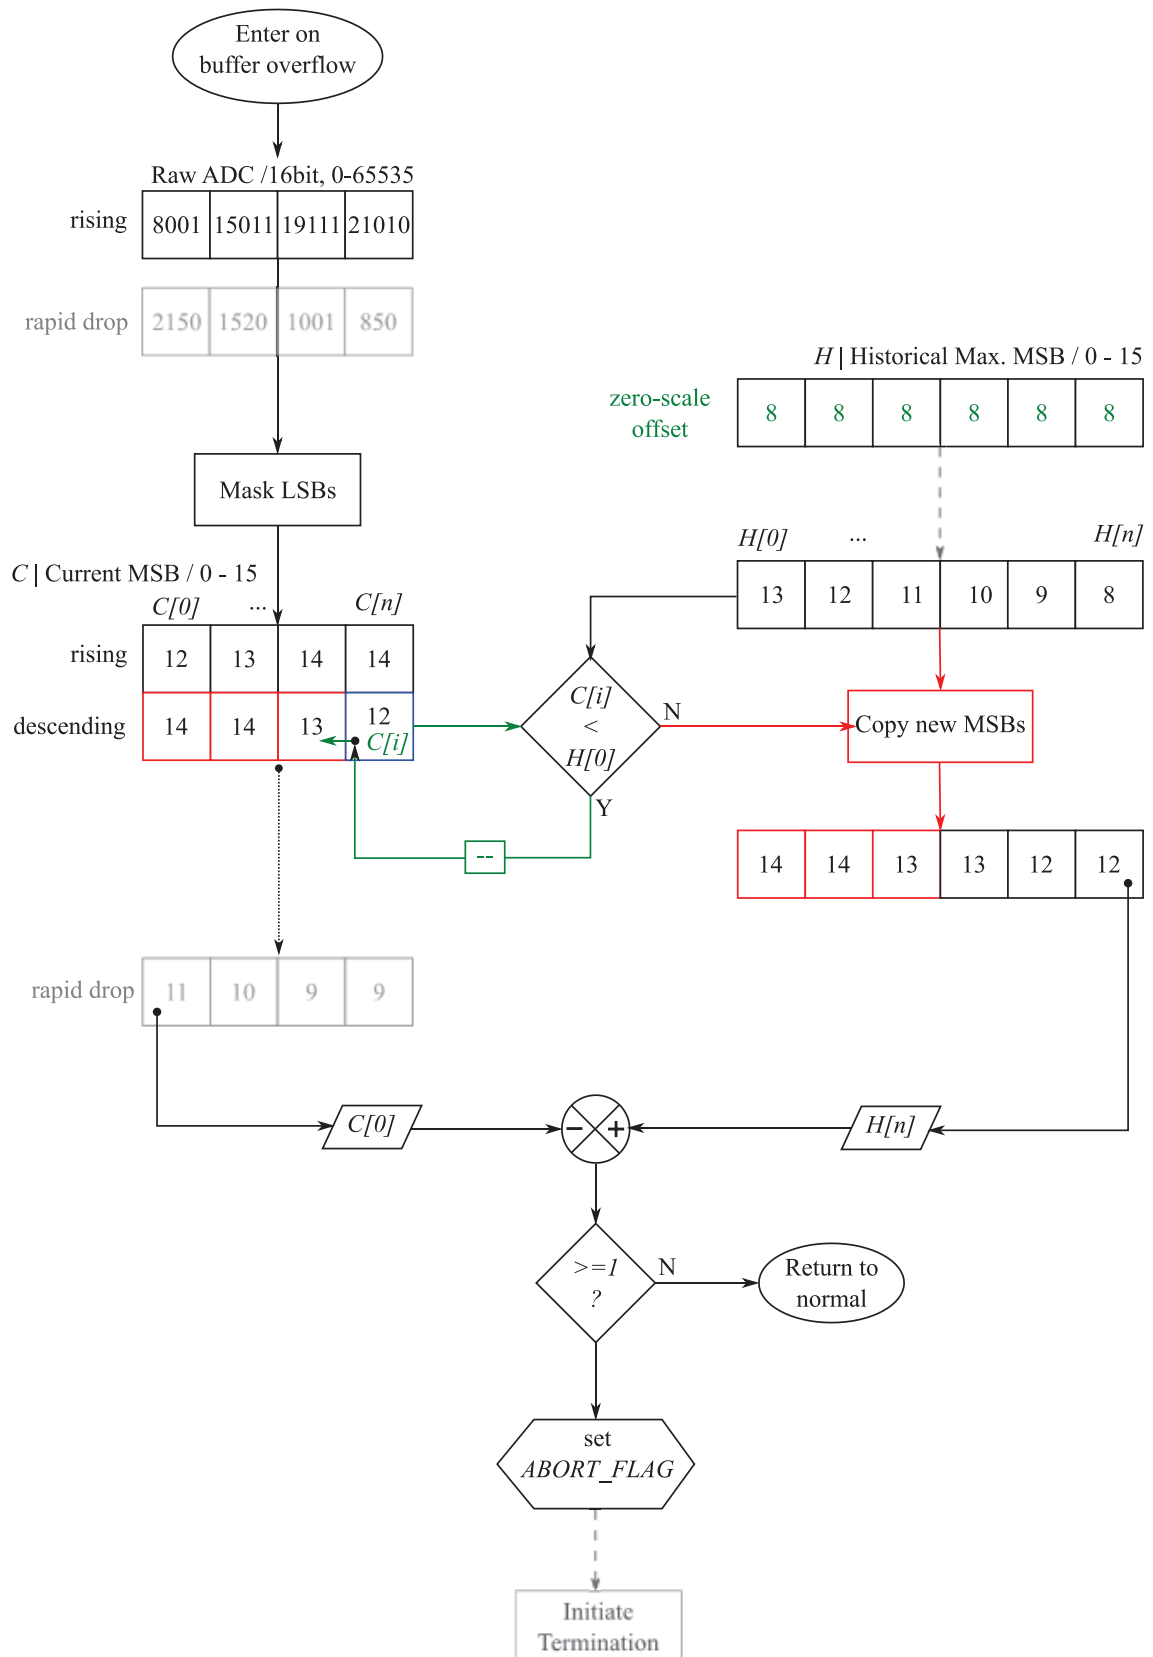 Enter on
buffer overflow
Raw ADC /16bit, 0-65535
rising 8001 15011 19111 21010
rapid drop 2150 1520 1001 850
H | Historical Max. MSB / 0 - 15
zero-scale
offset
8 8 8 8 8 8
Mask LSBs
H[0] ... H[n]
13 12 11 10 9 8
C | Current MSB / 0 - 15
C[0] ... C[n]
rising 12 13 14 14
descending 14 14 13 12
C[i]
C[i]
<
H[0]
N
Y
Copy new MSBs
--
14 14 13 13 12 12
rapid drop 11 10 9 9
C[0] - + H[n]
>=1
?
N
Return to
normal
set
ABORT_FLAG
Initiate
Termination